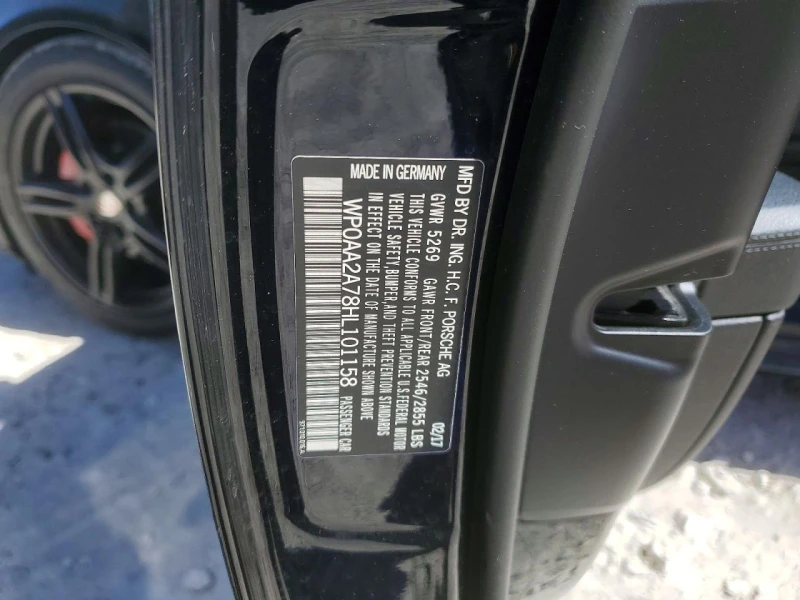 MFD BY DR. ING. H.C. F. PORSCHE AG
GVWR 5269 GAWR FRONT/REAR 2546/2855 LBS 02/17
THIS VEHICLE CONFORMS TO ALL APPLICABLE U.S.FEDERAL MOTOR
VEHICLE SAFETY,BUMPER,AND THEFT PREVENTION STANDARDS
IN EFFECT ON THE DATE OF MANUFACTURE SHOWN ABOVE
WP0AA2A78HL101158 PASSENGER CAR
MADE IN GERMANY